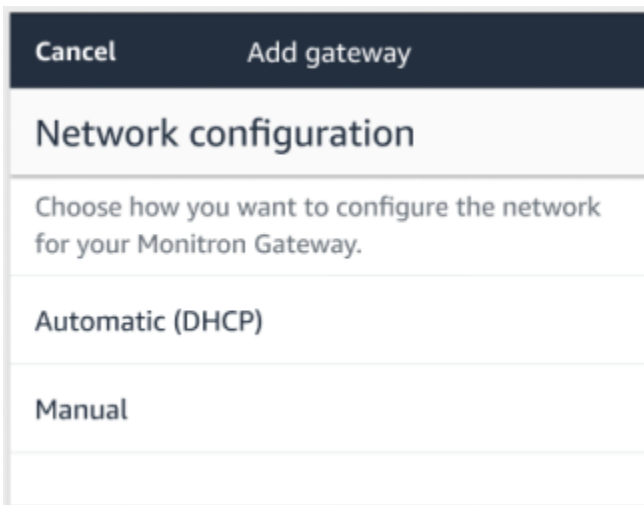 Cancel Add gateway
Network configuration
Choose how you want to configure the network
for your Monitron Gateway.
Automatic (DHCP)
Manual